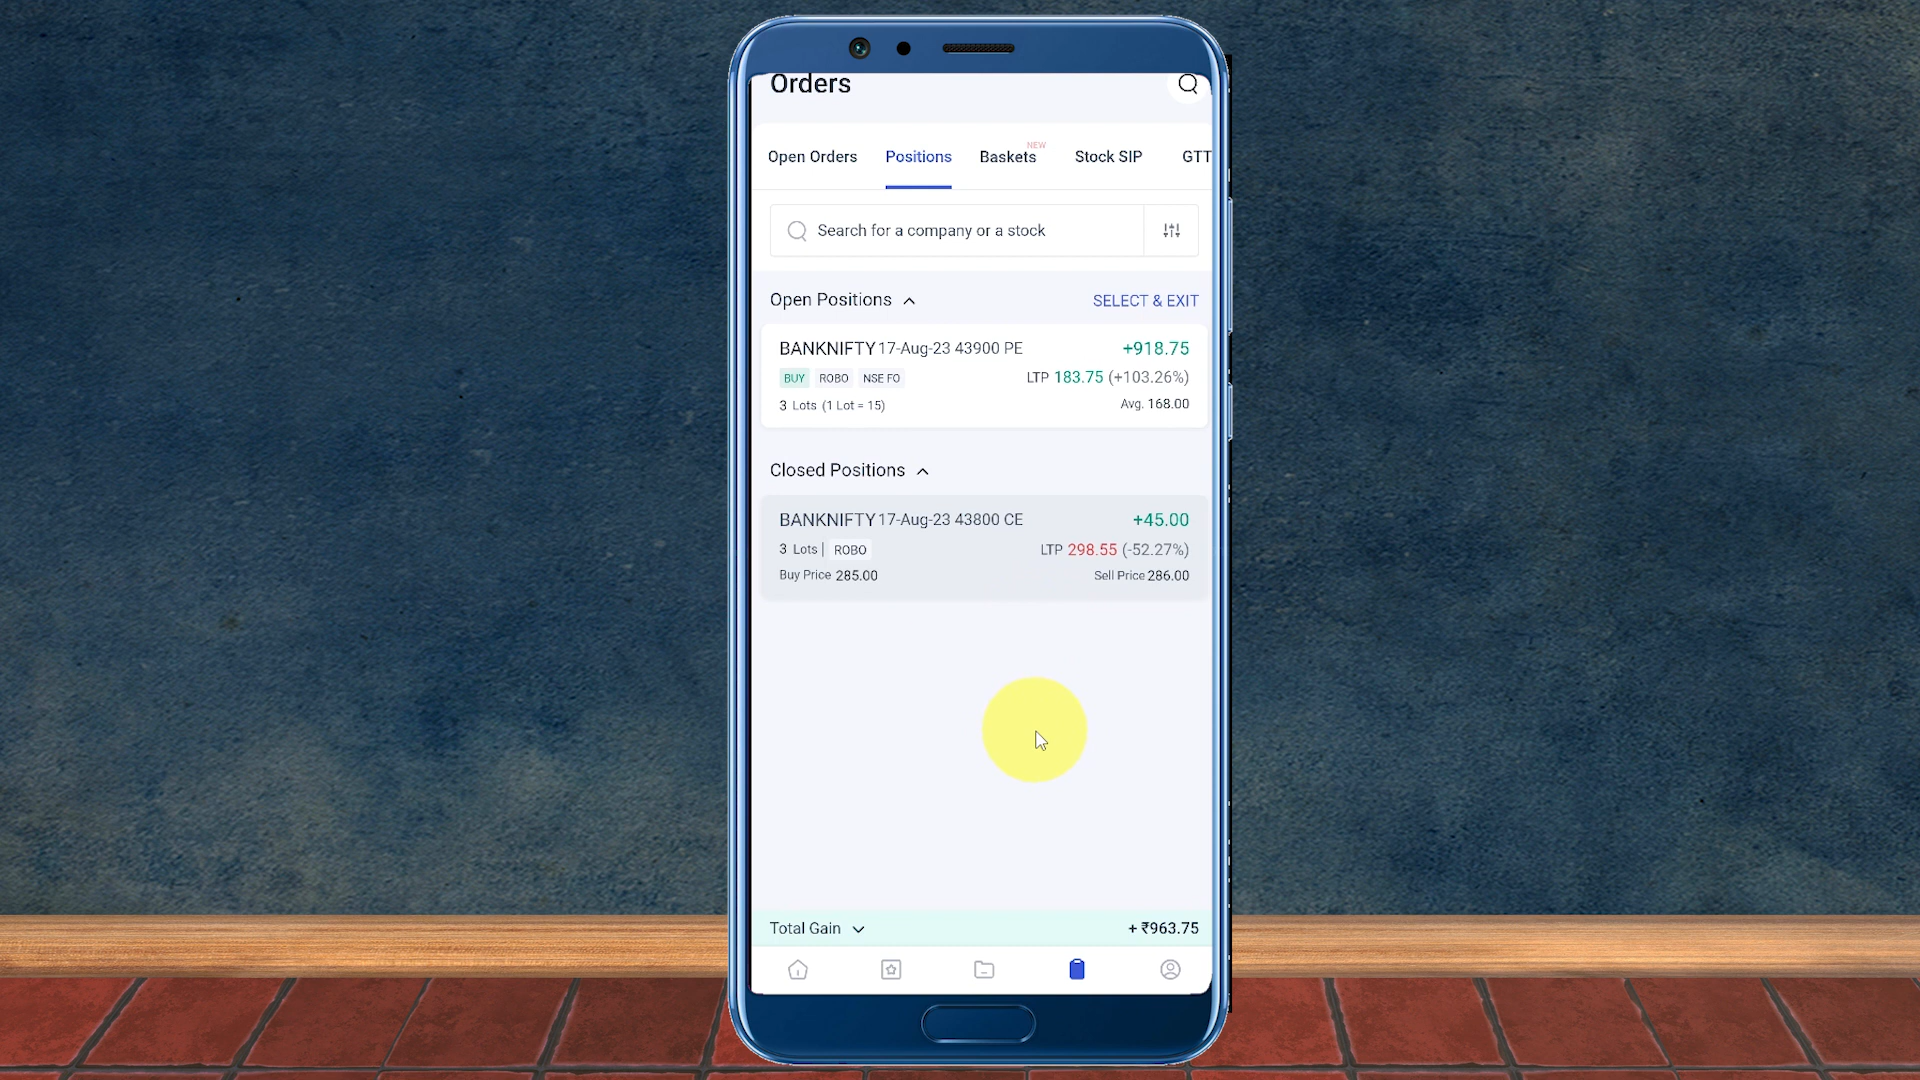 Orders
Open Orders Positions Baskets NEW Stock SIP GTT
Search for a company or a stock
Open Positions SELECT & EXIT
BANKNIFTY 17-Aug-23 43900 PE +918.75
BUY ROBO NSE FO LTP 183.75 (+103.26%)
3 Lots (1 Lot = 15) Avg. 168.00
Closed Positions
BANKNIFTY 17-Aug-23 43800 CE +45.00
3 Lots | ROBO LTP 298.55 (-52.27%)
Buy Price 285.00 Sell Price 286.00
Total Gain + ₹963.75